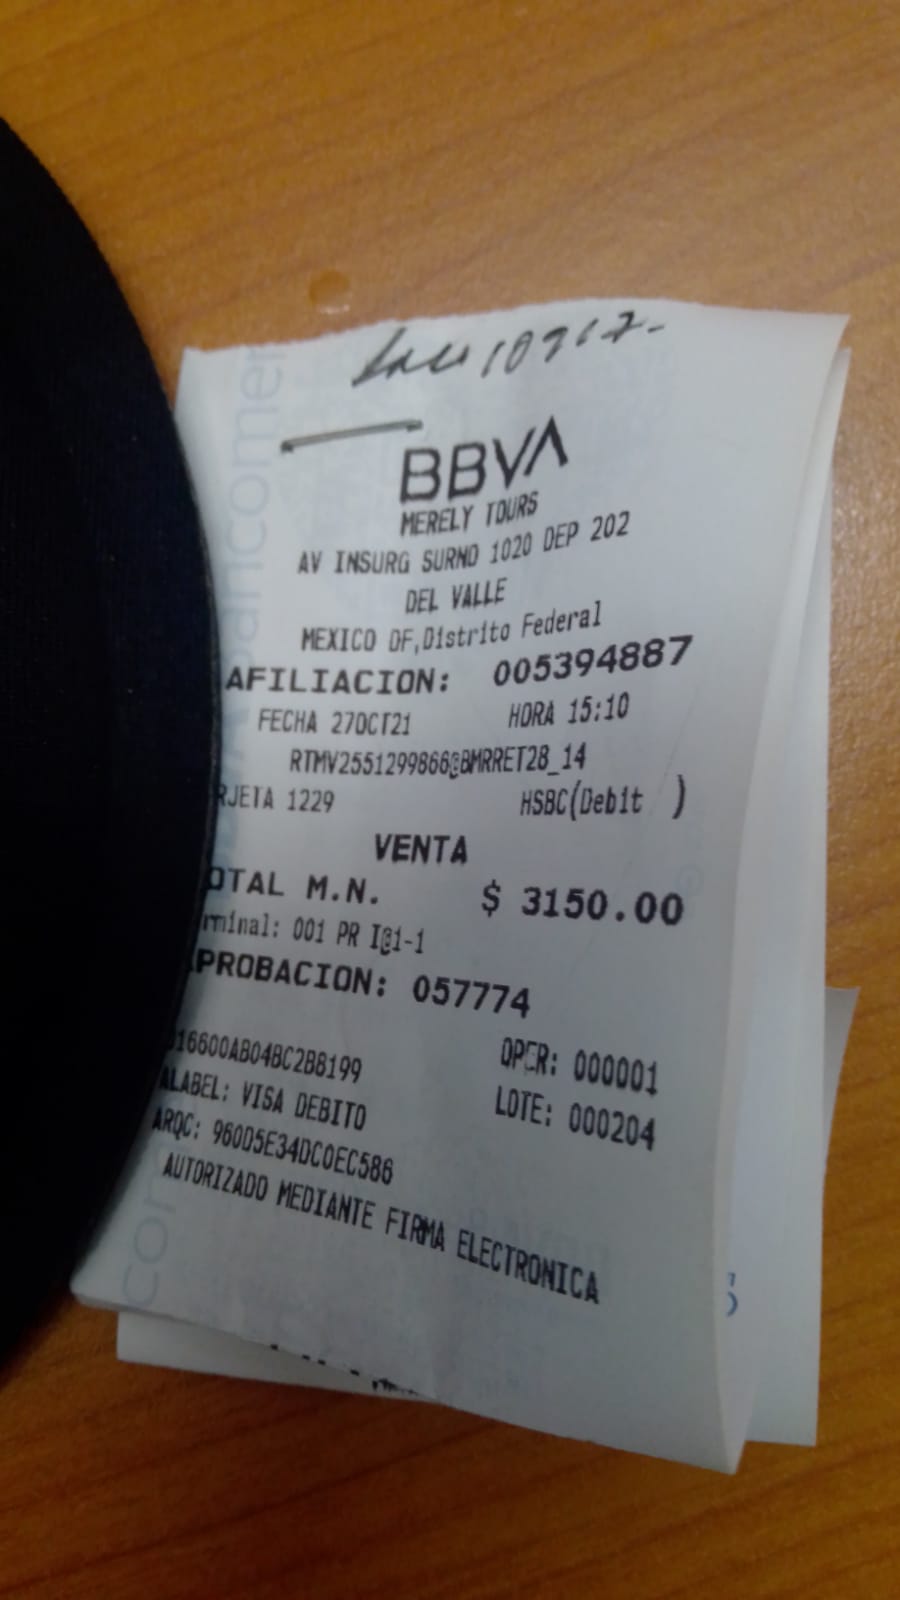 BBVA
MERELY TOURS
AV INSURG SURNO 1020 DEP 202
DEL VALLE
MEXICO DF,Distrito Federal
AFILIACION: 005394887
FECHA 27OCT21 HORA 15:10
RTMV2551299866@BMRRET28_14
RJETA 1229 HSBC(Debit )
VENTA
OTAL M.N. $ 3150.00
rminal: 001 PR I@1-1
PROBACION: 057774
16600AB04BC2B8199 OPER: 000001
ALABEL: VISA DEBITO LOTE: 000204
ARQC: 960D5E34DC0EC586
AUTORIZADO MEDIANTE FIRMA ELECTRONICA